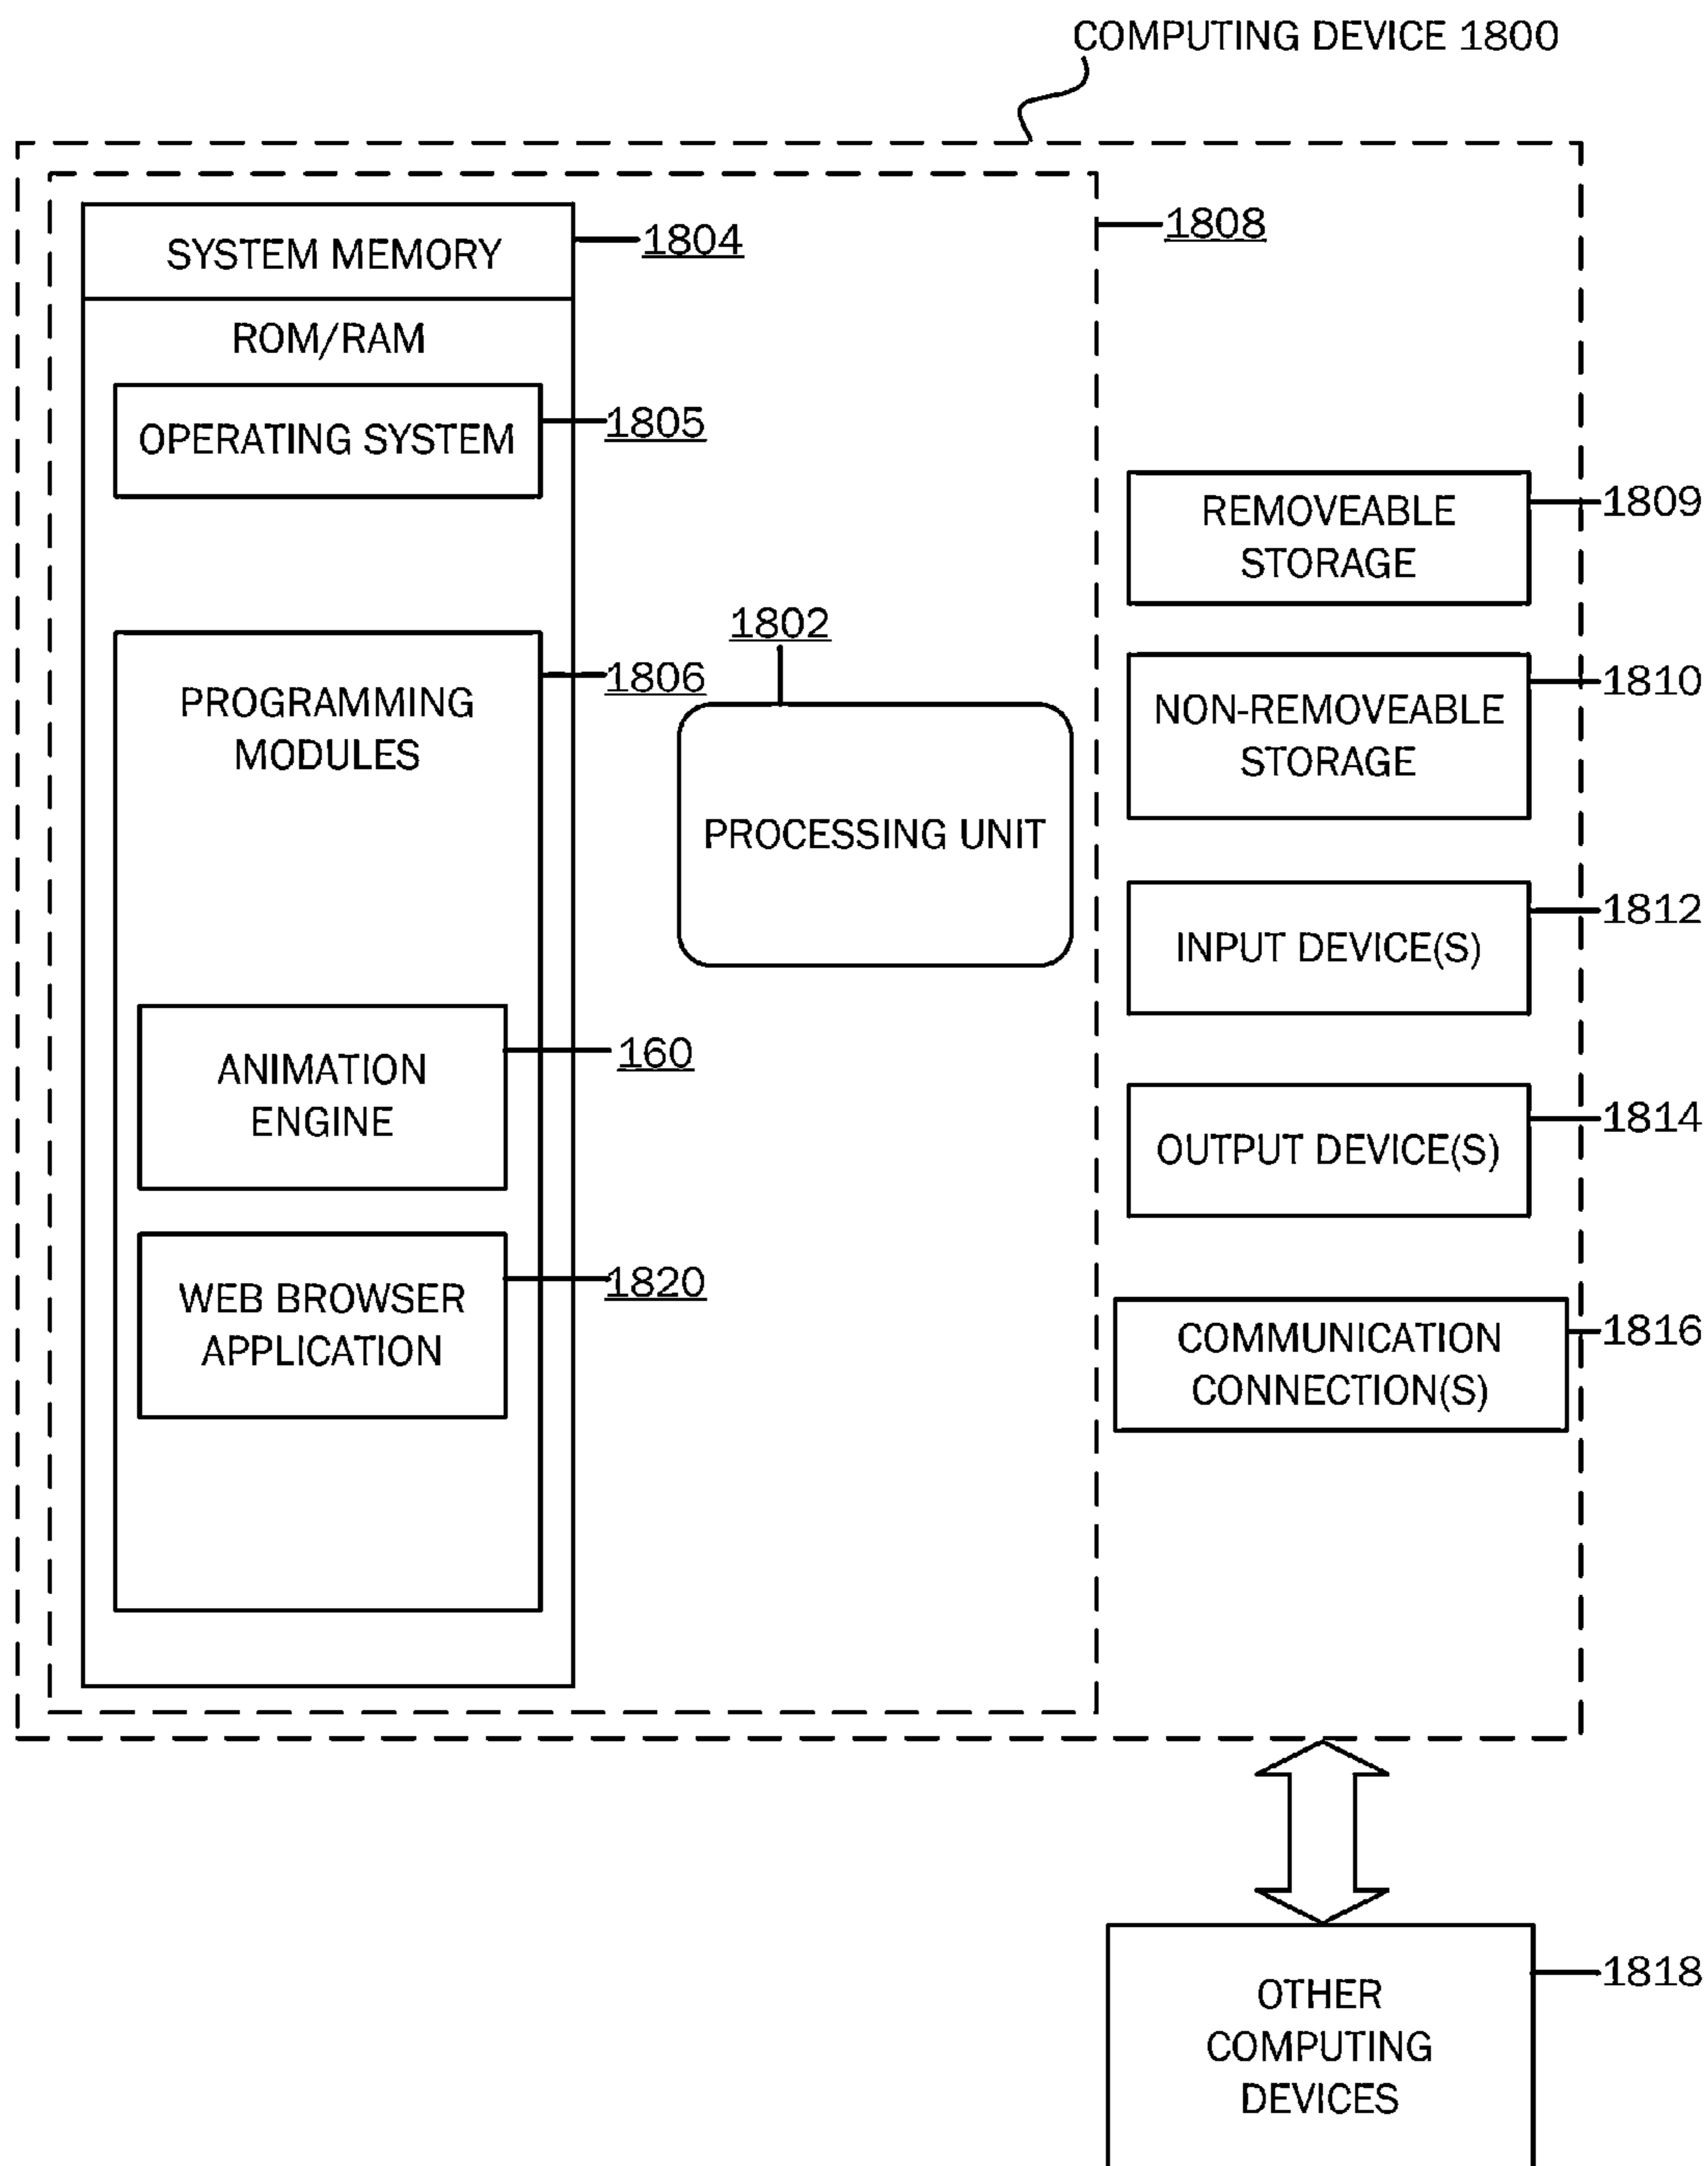 COMPUTING DEVICE 1800
1808
SYSTEM MEMORY
1804
ROM/RAM
OPERATING SYSTEM
1805
PROGRAMMING
MODULES
1806
ANIMATION
ENGINE
160
WEB BROWSER
APPLICATION
1820
1802
PROCESSING UNIT
REMOVEABLE
STORAGE
1809
NON-REMOVEABLE
STORAGE
1810
INPUT DEVICE(S)
1812
OUTPUT DEVICE(S)
1814
COMMUNICATION
CONNECTION(S)
1816
OTHER
COMPUTING
DEVICES
1818